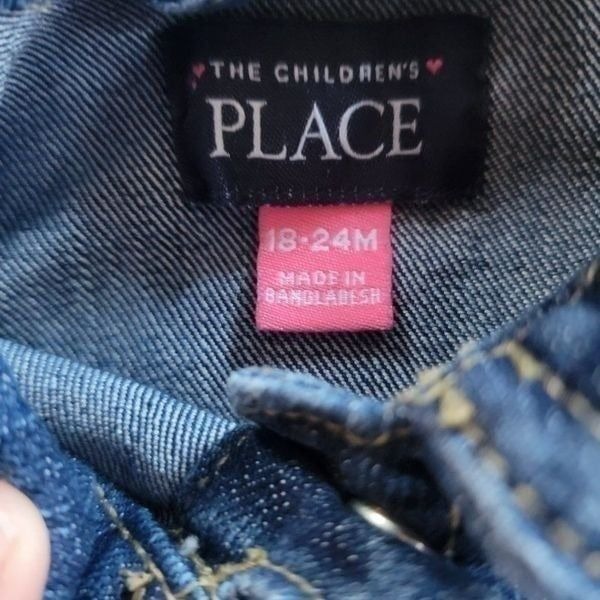 THE CHILDREN'S
PLACE
18-24M
MADE IN
BANGLADESH